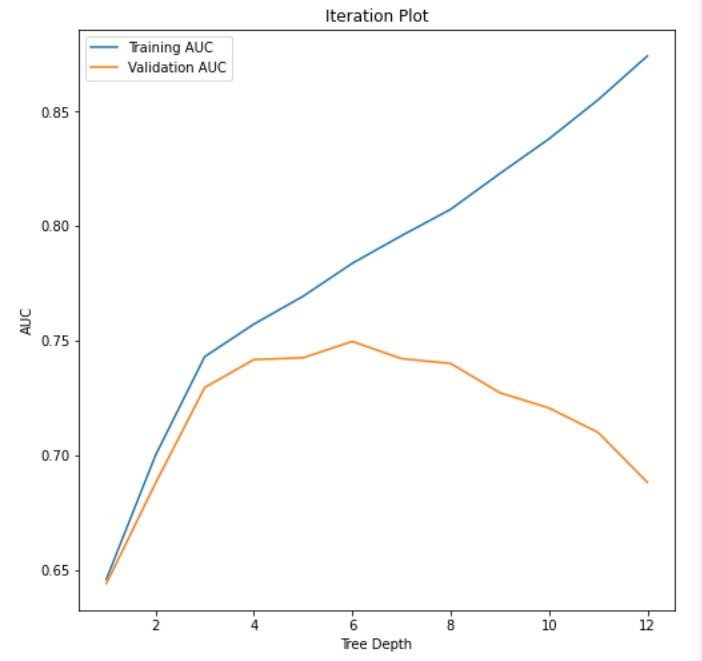 Iteration Plot
Training AUC
Validation AUC
0.85
0.80
0.75
0.70
0.65
AUC
2 4 6 8 10 12
Tree Depth